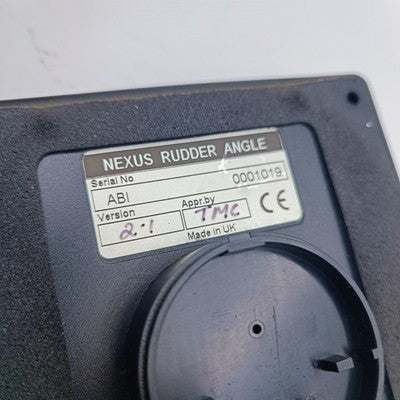 NEXUS RUDDER ANGLE
Serial No
ABI 0001019
Version Appr.by
2.1 TMC
Made in UK CE